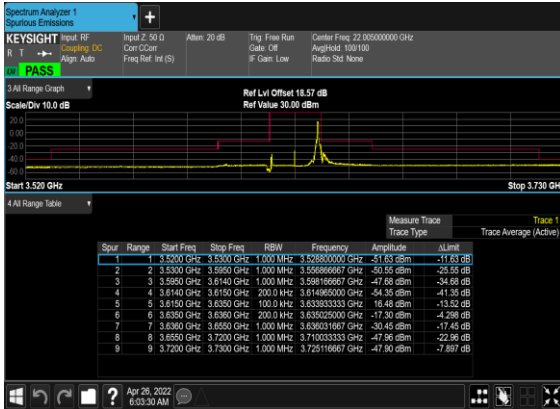 Spectrum Analyzer 1
Spurious Emissions
+
KEYSIGHT Input: RF Input Z: 50 Ω Atten: 20 dB Trig: Free Run Center Freq: 22.005000000 GHz
R T Coupling: DC Corr CCorr Gate: Off Avg|Hold: 100/100
Align: Auto Freq Ref: Int (S) IF Gain: Low Radio Std: None
PASS
3 All Range Graph
Ref Lvl Offset 18.57 dB
Scale/Div 10.0 dB Ref Value 30.00 dBm
20.0
0.00
-20.0
-40.0
-60.0
Start 3.520 GHz Stop 3.730 GH
4 All Range Table
Measure Trace Trace 1
Trace Type Trace Average (Active)
Spur Range Start Freq Stop Freq RBW Frequency Amplitude ΔLimit
1 1 3.5200 GHz 3.5300 GHz 1.000 MHz 3.528800000 GHz -51.63 dBm -11.63 dB
2 2 3.5300 GHz 3.5950 GHz 1.000 MHz 3.556866667 GHz -50.55 dBm -25.55 dB
3 3 3.5950 GHz 3.6140 GHz 1.000 MHz 3.598166667 GHz -47.68 dBm -34.68 dB
4 4 3.6140 GHz 3.6150 GHz 200.0 kHz 3.614965000 GHz -54.35 dBm -41.35 dB
5 5 3.6150 GHz 3.6350 GHz 100.0 kHz 3.633933333 GHz 16.48 dBm -13.52 dB
6 6 3.6350 GHz 3.6360 GHz 200.0 kHz 3.635025000 GHz -17.30 dBm -4.298 dB
7 7 3.6360 GHz 3.6550 GHz 1.000 MHz 3.636031667 GHz -30.45 dBm -17.45 dB
8 8 3.6550 GHz 3.7200 GHz 1.000 MHz 3.710033333 GHz -47.96 dBm -22.96 dB
9 9 3.7200 GHz 3.7300 GHz 1.000 MHz 3.725116667 GHz -47.90 dBm -7.897 dB
? Apr 26, 2022
6:03:30 AM